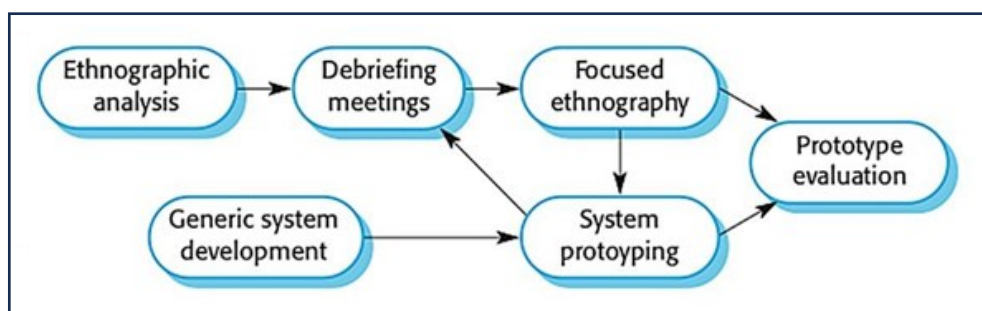 Ethnographic
analysis
Debriefing
meetings
Focused
ethnography
Prototype
evaluation
Generic system
development
System
protoyping